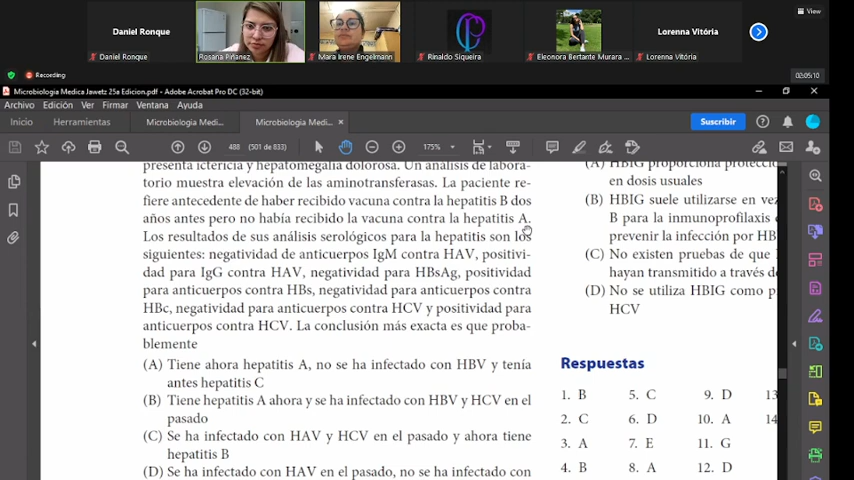 View
Daniel Ronque
Lorenna Vitória
Daniel Ronque
Rosana Piñanez
Mara Irene Engelmann
Rinaldo Siqueira
Eleonora Bertante Murara ...
Lorenna Vitória
Recording
02:05:10
Microbiologia Medica Jawetz 25a Edicion.pdf - Adobe Acrobat Pro DC (32-bit)
Archivo Edición Ver Firmar Ventana Ayuda
Inicio Herramientas Microbiologia Medi... Microbiologia Medi... ×
Suscribir
488 (501 de 833) 175%
presenta ictericia y hepatomegalia dolorosa. Un análisis de labora-
torio muestra elevación de las aminotransferasas. La paciente re-
fiere antecedente de haber recibido vacuna contra la hepatitis B dos
años antes pero no había recibido la vacuna contra la hepatitis A.
Los resultados de sus análisis serológicos para la hepatitis son los
siguientes: negatividad de anticuerpos IgM contra HAV, positivi-
dad para IgG contra HAV, negatividad para HBsAg, positividad
para anticuerpos contra HBs, negatividad para anticuerpos contra
HBc, negatividad para anticuerpos contra HCV y positividad para
anticuerpos contra HCV. La conclusión más exacta es que proba-
blemente
(A) Tiene ahora hepatitis A, no se ha infectado con HBV y tenía
antes hepatitis C
(B) Tiene hepatitis A ahora y se ha infectado con HBV y HCV en el
pasado
(C) Se ha infectado con HAV y HCV en el pasado y ahora tiene
hepatitis B
(D) Se ha infectado con HAV en el pasado, no se ha infectado con
(A) HBIG proporciona protecció
en dosis usuales
(B) HBIG suele utilizarse en vez
B para la inmunoprofilaxis
prevenir la infección por HB
(C) No existen pruebas de que
hayan transmitido a través de
(D) No se utiliza HBIG como p
HCV
Respuestas
1. B 5. C 9. D 13
2. C 6. D 10. A 14
3. A 7. E 11. G
4. B 8. A 12. D